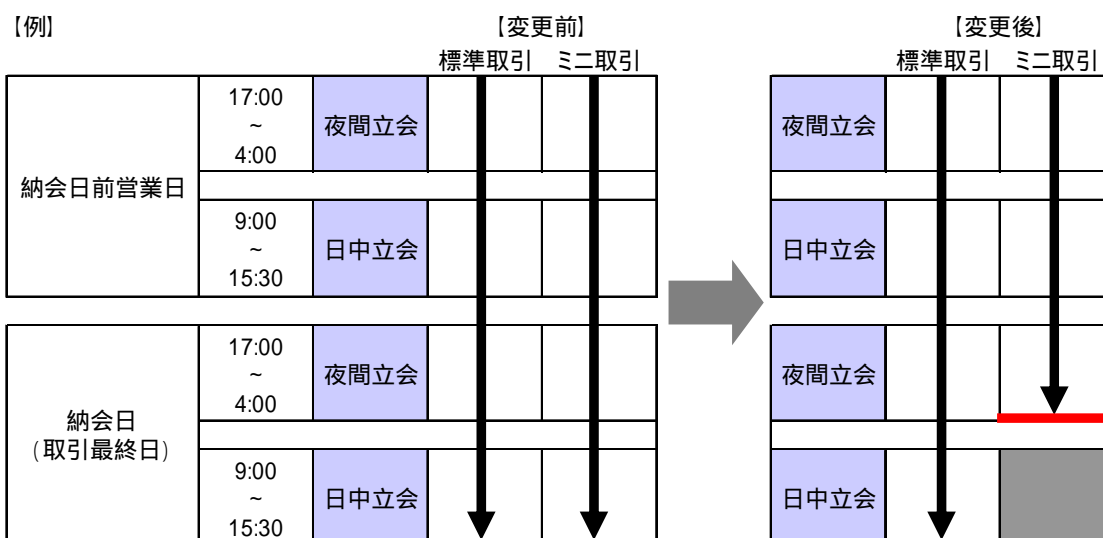 【例】
【変更前】
【変更後】
標準取引 ミニ取引
標準取引 ミニ取引
納会日前営業日
17:00
~
4:00
夜間立会
夜間立会
9:00
~
15:30
日中立会
日中立会
納会日
(取引最終日)
17:00
~
4:00
夜間立会
夜間立会
9:00
~
15:30
日中立会
日中立会